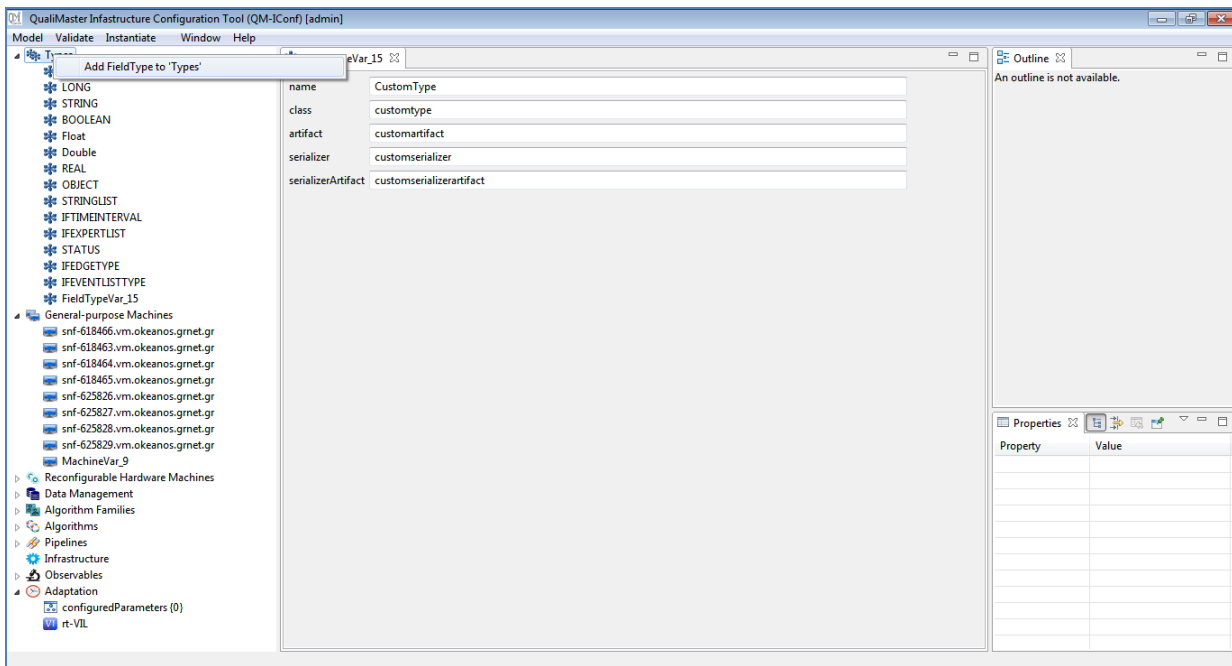 QualiMaster Infastructure Configuration Tool (QM-IConf) [admin]
Model Validate Instantiate Window Help
Types
Add FieldType to 'Types'
LONG
STRING
BOOLEAN
Float
Double
REAL
OBJECT
STRINGLIST
IFTIMEINTERVAL
IFEXPERTLIST
STATUS
IFEDGETYPE
IFEVENTLISTTYPE
FieldTypeVar_15
General-purpose Machines
snf-618466.vm.okeanos.grnet.gr
snf-618463.vm.okeanos.grnet.gr
snf-618464.vm.okeanos.grnet.gr
snf-618465.vm.okeanos.grnet.gr
snf-625826.vm.okeanos.grnet.gr
snf-625827.vm.okeanos.grnet.gr
snf-625828.vm.okeanos.grnet.gr
snf-625829.vm.okeanos.grnet.gr
MachineVar_9
Reconfigurable Hardware Machines
Data Management
Algorithm Families
Algorithms
Pipelines
Infrastructure
Observables
Adaptation
configuredParameters {0}
rt-VIL
eVar_15
name CustomType
class customtype
artifact customartifact
serializer customserializer
serializerArtifact customserializerartifact
Outline
An outline is not available.
Properties
Property Value